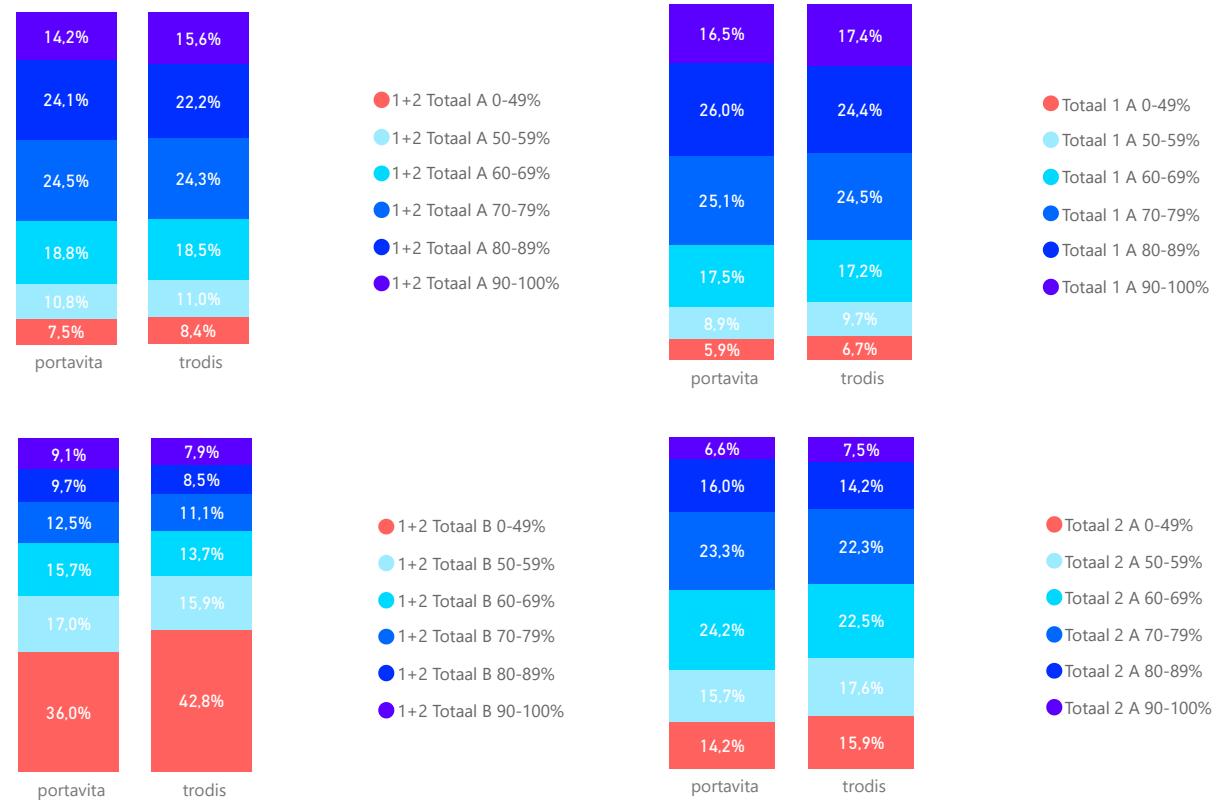 14,2%
24,1%
24,5%
18,8%
10,8%
7,5%
portavita
15,6%
22,2%
24,3%
18,5%
11,0%
8,4%
trodis
1+2 Totaal A 0-49%
1+2 Totaal A 50-59%
1+2 Totaal A 60-69%
1+2 Totaal A 70-79%
1+2 Totaal A 80-89%
1+2 Totaal A 90-100%
16,5%
26,0%
25,1%
17,5%
8,9%
5,9%
portavita
17,4%
24,4%
24,5%
17,2%
9,7%
6,7%
trodis
Totaal 1 A 0-49%
Totaal 1 A 50-59%
Totaal 1 A 60-69%
Totaal 1 A 70-79%
Totaal 1 A 80-89%
Totaal 1 A 90-100%
9,1%
9,7%
12,5%
15,7%
17,0%
36,0%
portavita
7,9%
8,5%
11,1%
13,7%
15,9%
42,8%
trodis
1+2 Totaal B 0-49%
1+2 Totaal B 50-59%
1+2 Totaal B 60-69%
1+2 Totaal B 70-79%
1+2 Totaal B 80-89%
1+2 Totaal B 90-100%
6,6%
16,0%
23,3%
24,2%
15,7%
14,2%
portavita
7,5%
14,2%
22,3%
22,5%
17,6%
15,9%
trodis
Totaal 2 A 0-49%
Totaal 2 A 50-59%
Totaal 2 A 60-69%
Totaal 2 A 70-79%
Totaal 2 A 80-89%
Totaal 2 A 90-100%